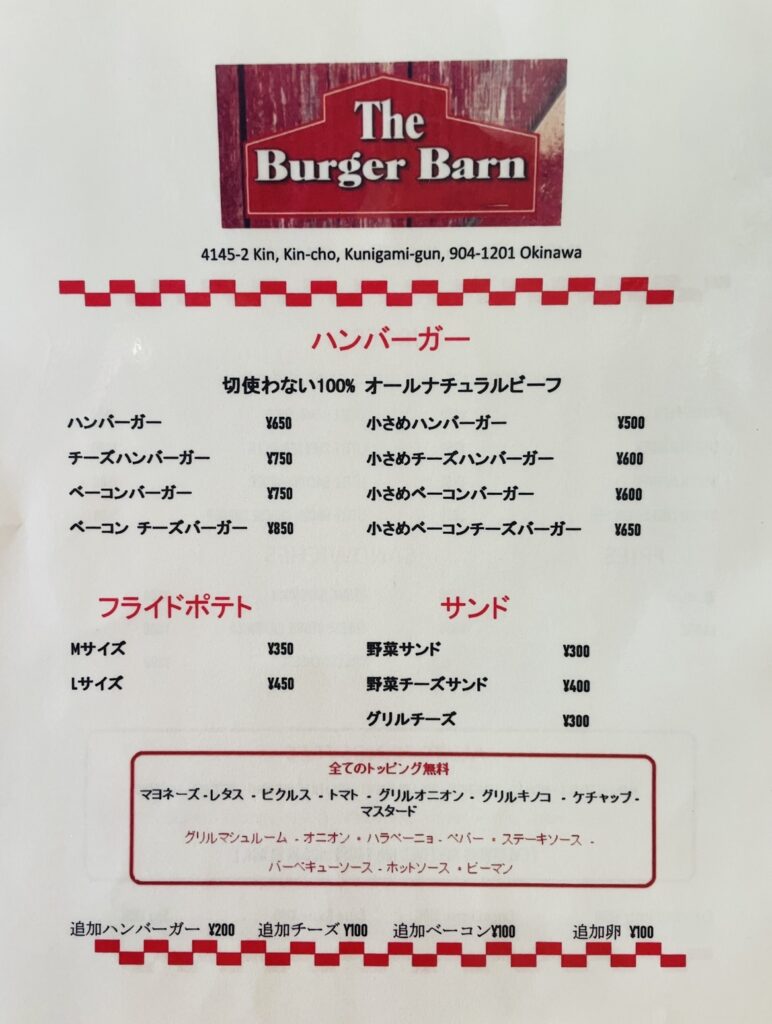 The
Burger Barn
4145-2 Kin, Kin-cho, Kunigami-gun, 904-1201 Okinawa
ハンバーガー
切使わない100% オールナチュラルビーフ
ハンバーガー ¥650 小さめハンバーガー ¥500
チーズハンバーガー ¥750 小さめチーズハンバーガー ¥600
ベーコンバーガー ¥750 小さめベーコンバーガー ¥600
ベーコン チーズバーガー ¥850 小さめベーコンチーズバーガー ¥650
フライドポテト サンド
Mサイズ ¥350 野菜サンド ¥300
Lサイズ ¥450 野菜チーズサンド ¥400
グリルチーズ ¥300
全てのトッピング無料
マヨネーズ - レタス - ピクルス - トマト - グリルオニオン - グリルキノコ - ケチャップ -
マスタード
グリルマシュルーム - オニオン • ハラペーニョ - ペパー • ステーキソース -
バーベキューソース - ホットソース • ピーマン
追加ハンバーガー ¥200 追加チーズ Y100 追加ベーコン¥100 追加卵 ¥100